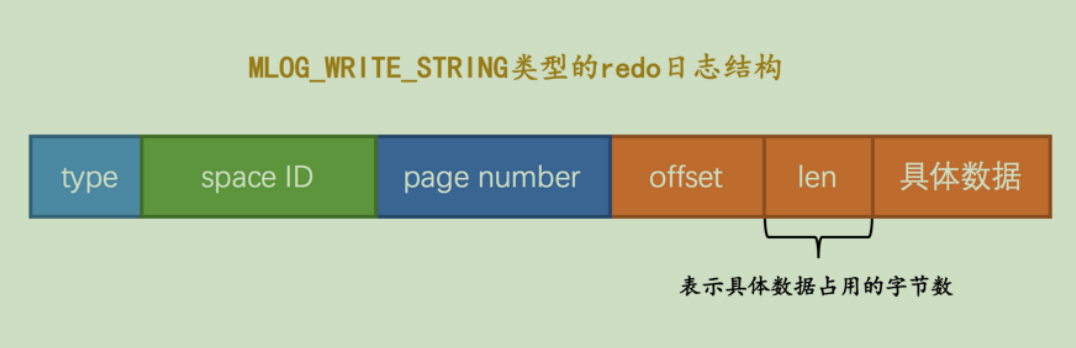 MLOG_WRITE_STRING类型的redo日志结构
type space ID page number offset len 具体数据
表示具体数据占用的字节数